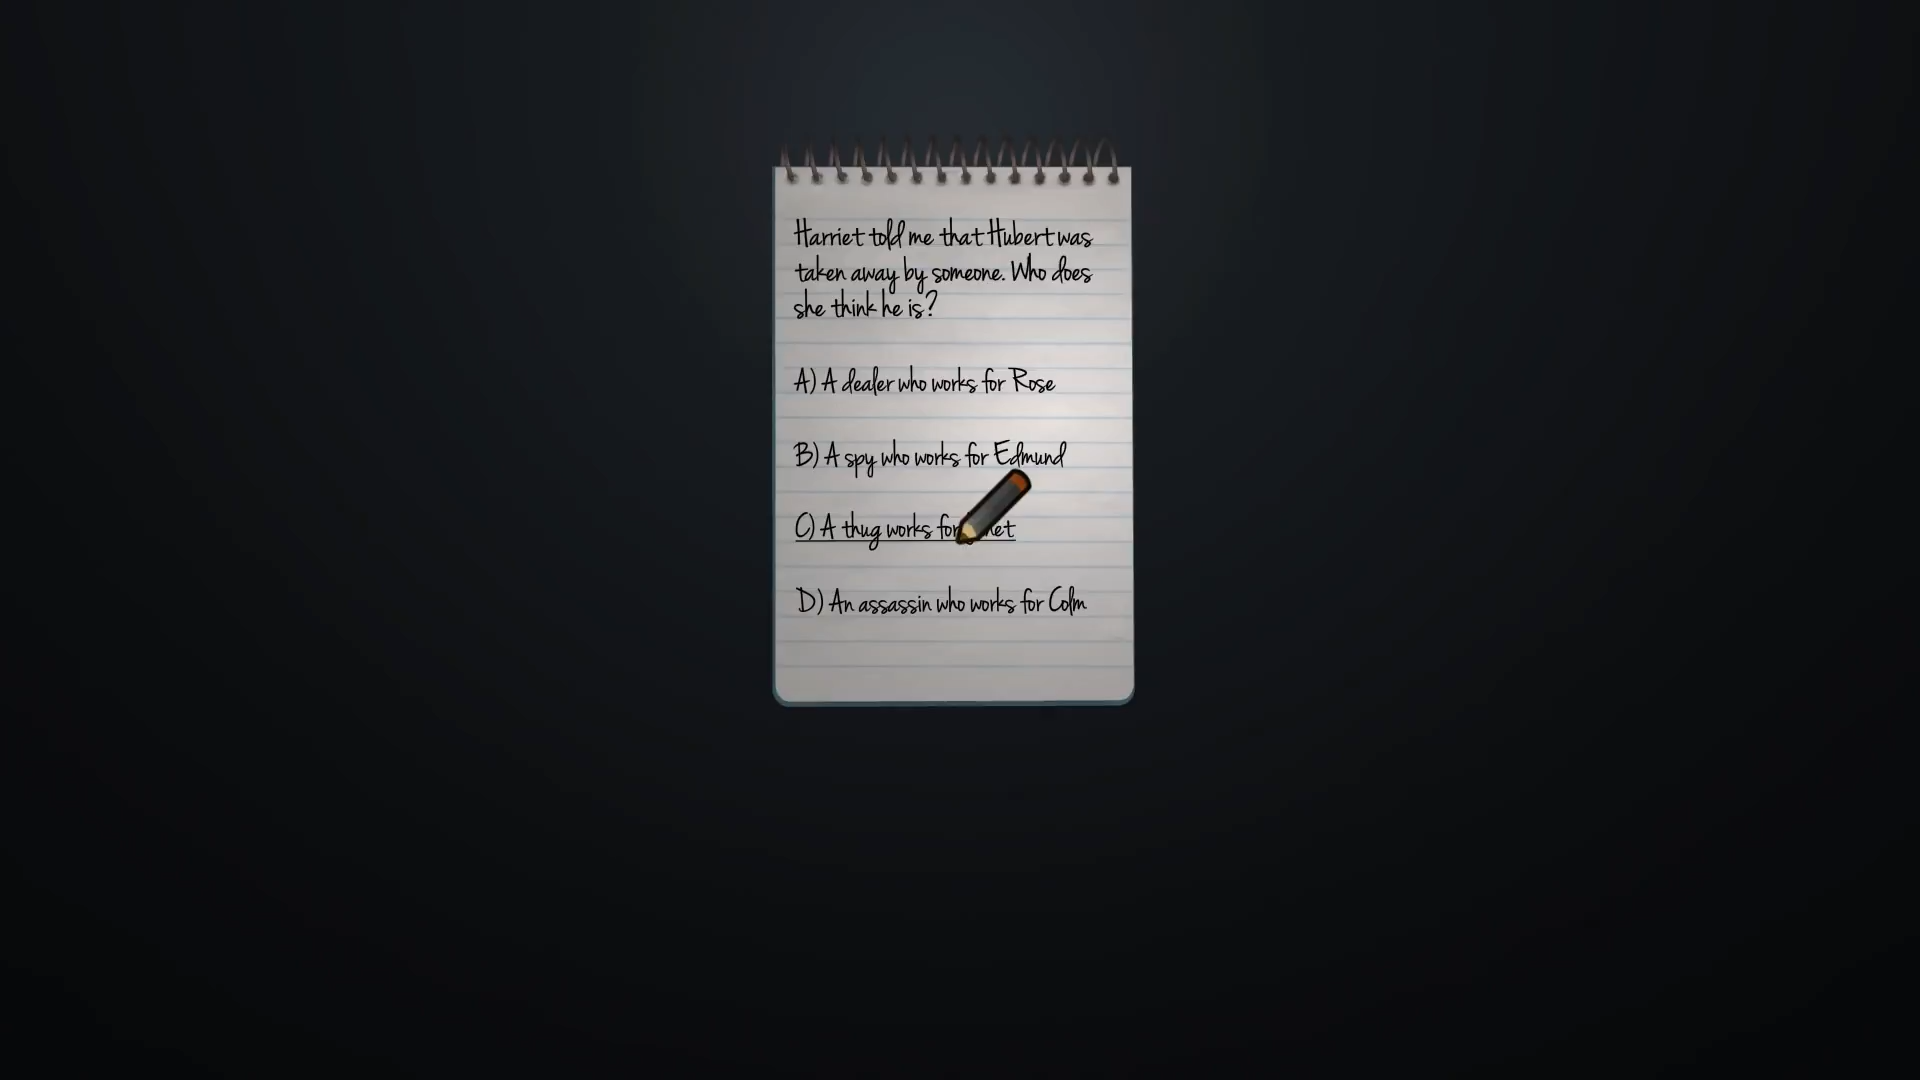 Harriet told me that Hubert was
taken away by someone. Who does
she think he is?
A) A dealer who works for Rose
B) A spy who works for Edmund
C) A thug works for
D) An assassin who works for Colm